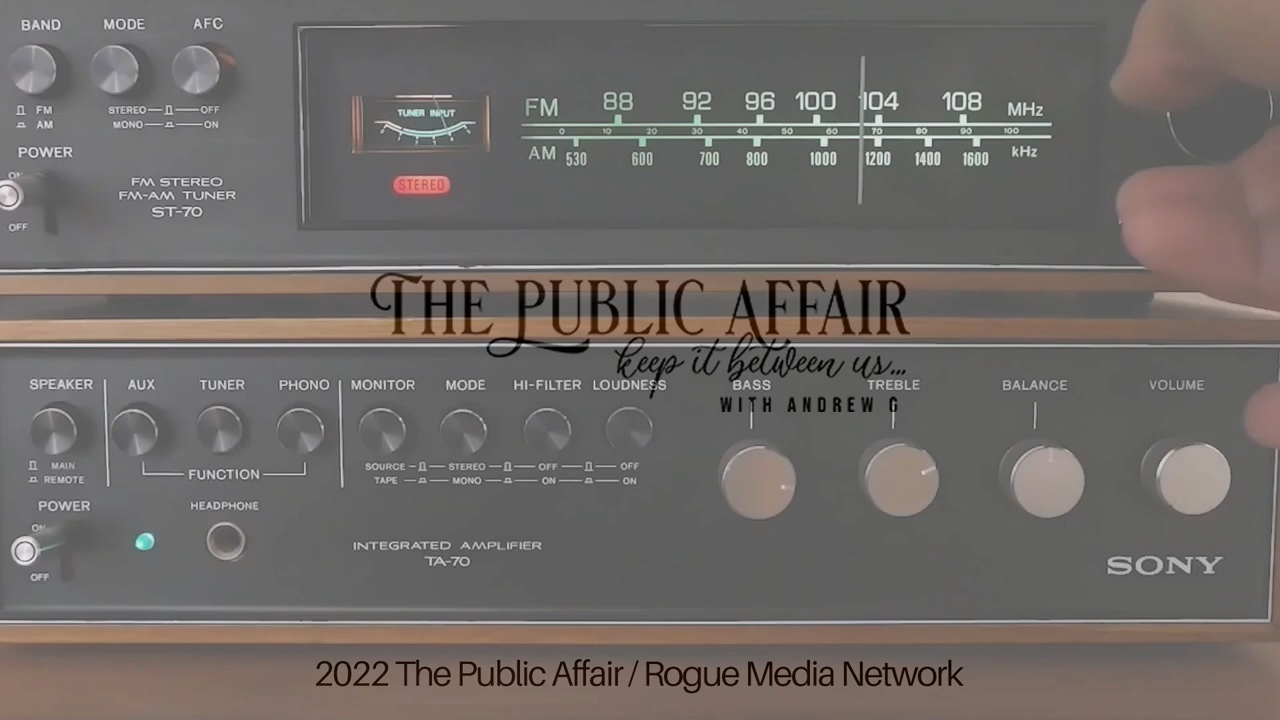 BAND MODE AFC
FM STEREO OFF
AM MONO ON
POWER
ON
OFF
FM STEREO
FM-AM TUNER
ST-70
TUNER INPUT
STEREO
FM 88 92 96 100 104 108 MHz
0 10 20 30 40 50 60 70 80 90 100
AM 530 600 700 800 1000 1200 1400 1600 kHz
THE PUBLIC AFFAIR
keep it between us...
WITH ANDREW G
SPEAKER AUX TUNER PHONO MONITOR MODE HI-FILTER LOUDNESS BASS TREBLE BALANCE VOLUME
MAIN SOURCE STEREO OFF OFF
REMOTE FUNCTION TAPE MONO ON ON
POWER HEADPHONE
ON
OFF
INTEGRATED AMPLIFIER
TA-70
SONY
2022 The Public Affair / Rogue Media Network